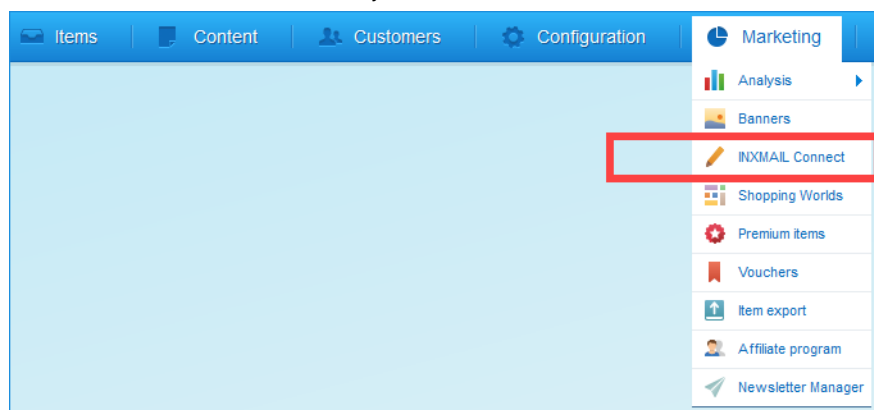 Items Content Customers Configuration Marketing
Analysis
Banners
INXMAIL Connect
Shopping Worlds
Premium items
Vouchers
Item export
Affiliate program
Newsletter Manager